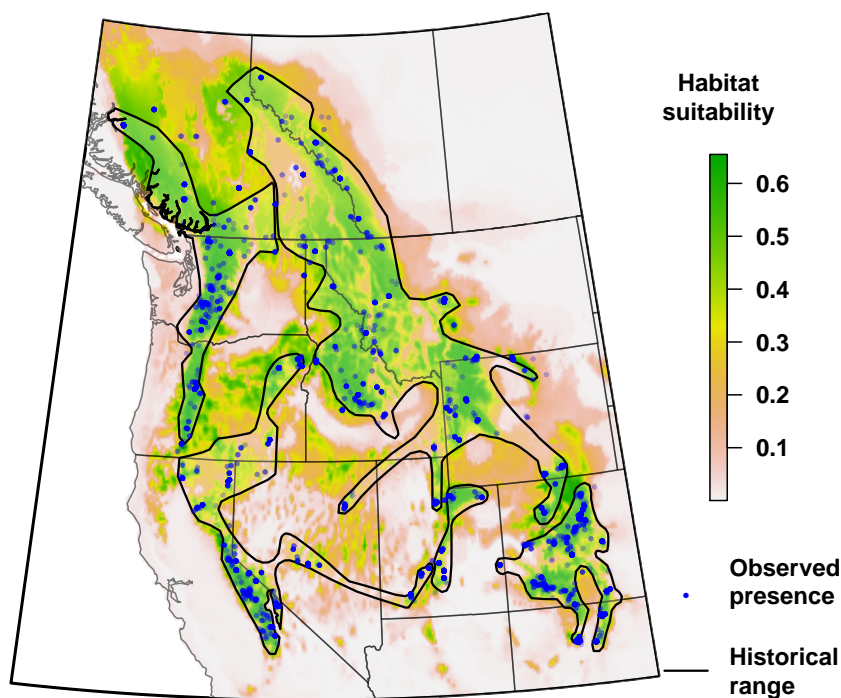 Habitat
suitability
0.6
0.5
0.4
0.3
0.2
0.1
Observed
presence
Historical
range